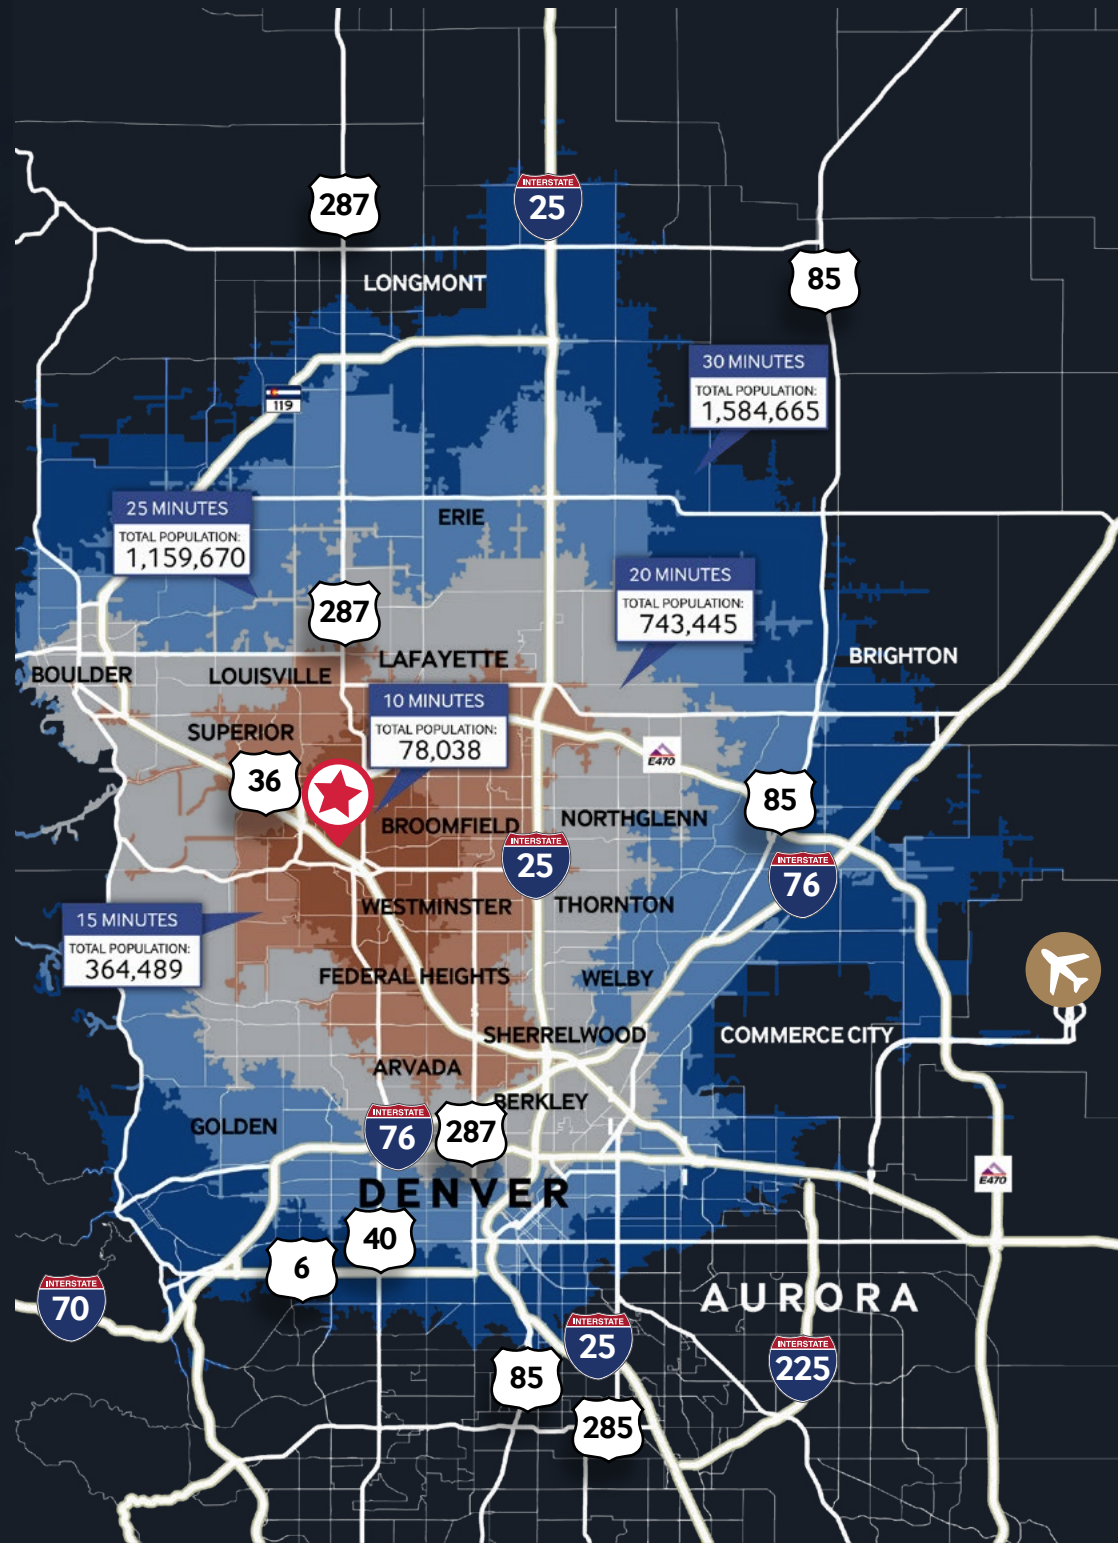 287
INTERSTATE
25
85
LONGMONT
30 MINUTES
TOTAL POPULATION:
1,584,665
119
25 MINUTES
TOTAL POPULATION:
1,159,670
ERIE
20 MINUTES
TOTAL POPULATION:
743,445
287
BOULDER
LOUISVILLE
LAFAYETTE
BRIGHTON
10 MINUTES
TOTAL POPULATION:
78,038
SUPERIOR
E470
36
85
BROOMFIELD
NORTHGLENN
INTERSTATE
25
INTERSTATE
76
WESTMINSTER
THORNTON
15 MINUTES
TOTAL POPULATION:
364,489
FEDERAL HEIGHTS
WELBY
SHERRELWOOD
COMMERCE CITY
ARVADA
BERKLEY
GOLDEN
INTERSTATE
76
287
E470
DENVER
40
6
INTERSTATE
70
AURORA
INTERSTATE
25
INTERSTATE
225
85
285